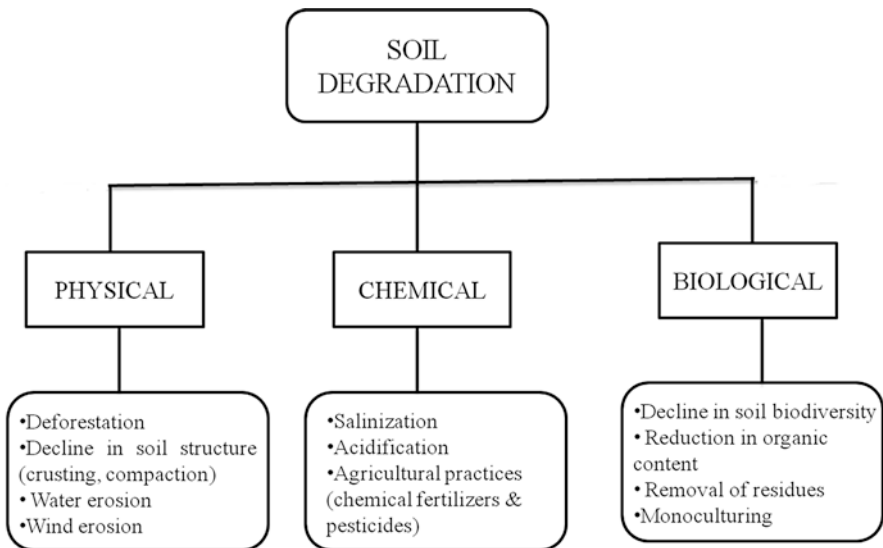 SOIL
DEGRADATION
PHYSICAL
CHEMICAL
BIOLOGICAL
•Deforestation
•Decline in soil structure
(crusting, compaction)
• Water erosion
•Wind erosion
•Salinization
•Acidification
•Agricultural practices
(chemical fertilizers &
pesticides)
•Decline in soil biodiversity
• Reduction in organic
content
• Removal of residues
• Monoculturing